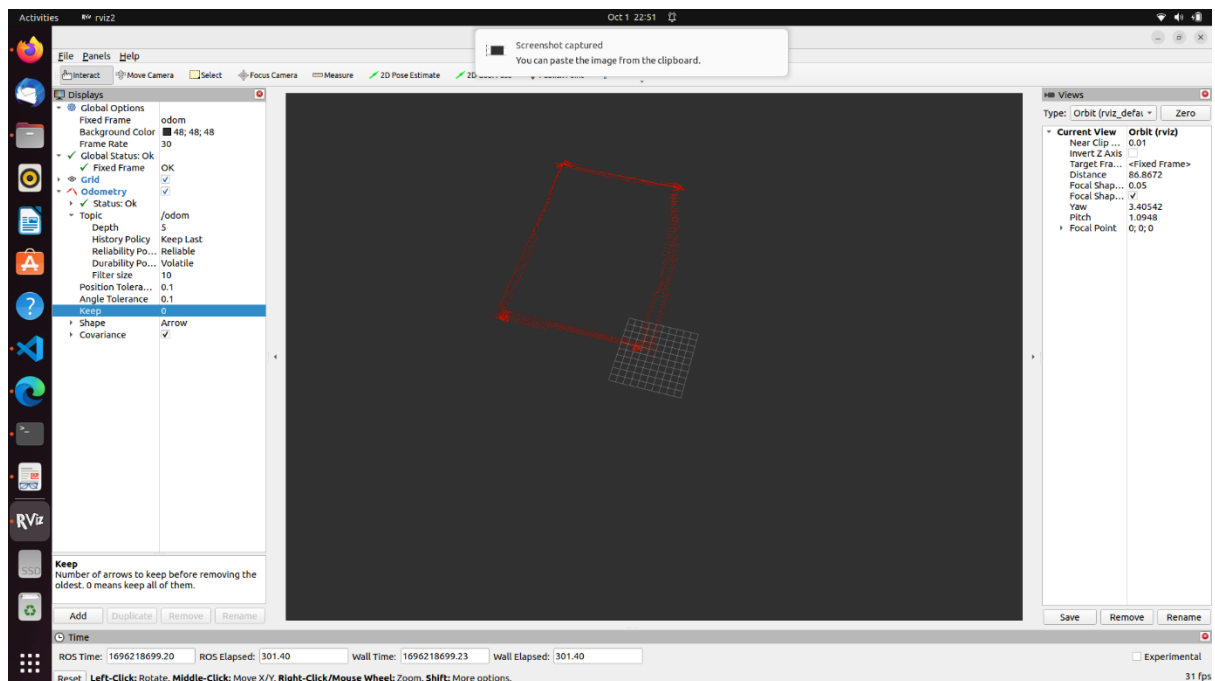 Activities
RViz rviz2
Oct 1 22:51
Screenshot captured
You can paste the image from the clipboard.
File Panels Help
Interact Move Camera Select Focus Camera Measure 2D Pose Estimate
Displays
Global Options
Fixed Frame odom
Background Color 48; 48; 48
Frame Rate 30
Global Status: Ok
Fixed Frame OK
Grid
Odometry
Status: Ok
Topic /odom
Depth 5
History Policy Keep Last
Reliability Po... Reliable
Durability Po... Volatile
Filter size 10
Position Tolera... 0.1
Angle Tolerance 0.1
Keep 0
Shape Arrow
Covariance
Keep
Number of arrows to keep before removing the
oldest. 0 means keep all of them.
Add Duplicate Remove Rename
Views
Type: Orbit (rviz_defau Zero
Current View Orbit (rviz)
Near Clip ... 0.01
Invert Z Axis
Target Fra... <Fixed Frame>
Distance 86.8672
Focal Shap... 0.05
Focal Shap...
Yaw 3.40542
Pitch 1.0948
Focal Point 0; 0; 0
Save Remove Rename
RViz
SSD
Time
ROS Time: 1696218699.20 ROS Elapsed: 301.40 Wall Time: 1696218699.23 Wall Elapsed: 301.40 Experimental
Reset Left-Click: Rotate. Middle-Click: Move X/Y. Right-Click/Mouse Wheel: Zoom. Shift: More options. 31 fps